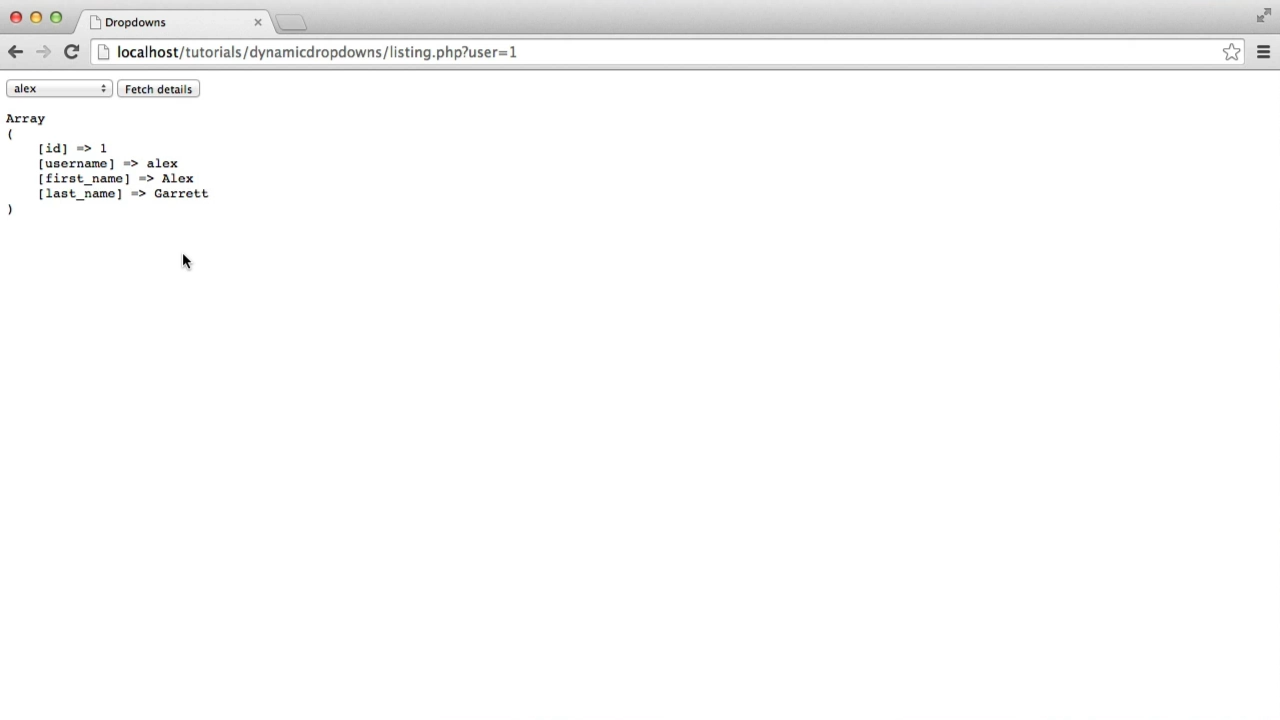 Dropdowns
localhost/tutorials/dynamicdropdowns/listing.php?user=1
alex Fetch details
Array
(
    [id] => 1
    [username] => alex
    [first_name] => Alex
    [last_name] => Garrett
)